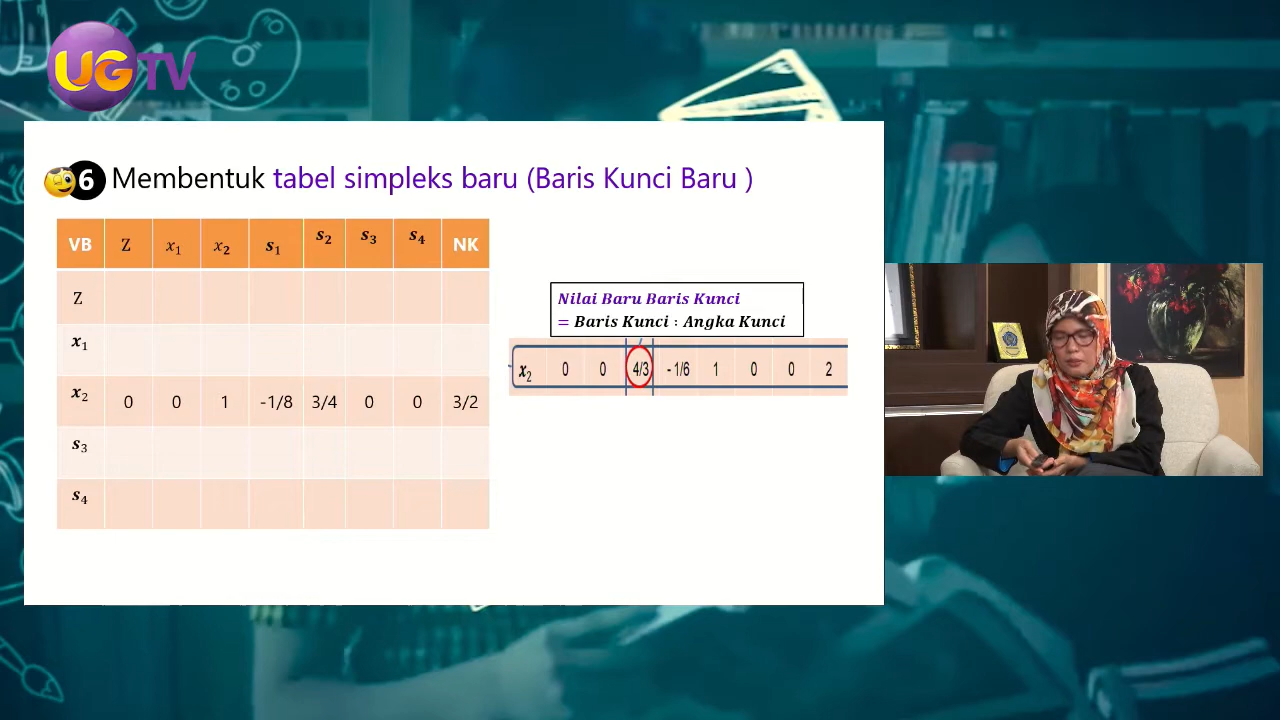 UGTV
6 Membentuk tabel simpleks baru (Baris Kunci Baru )
VB Z x₁ x₂ s₁ s₂ s₃ s₄ NK
Z
x₁
x₂ 0 0 1 -1/8 3/4 0 0 3/2
s₃
s₄
Nilai Baru Baris Kunci
= Baris Kunci : Angka Kunci
x₂ 0 0 4/3 -1/6 1 0 0 2